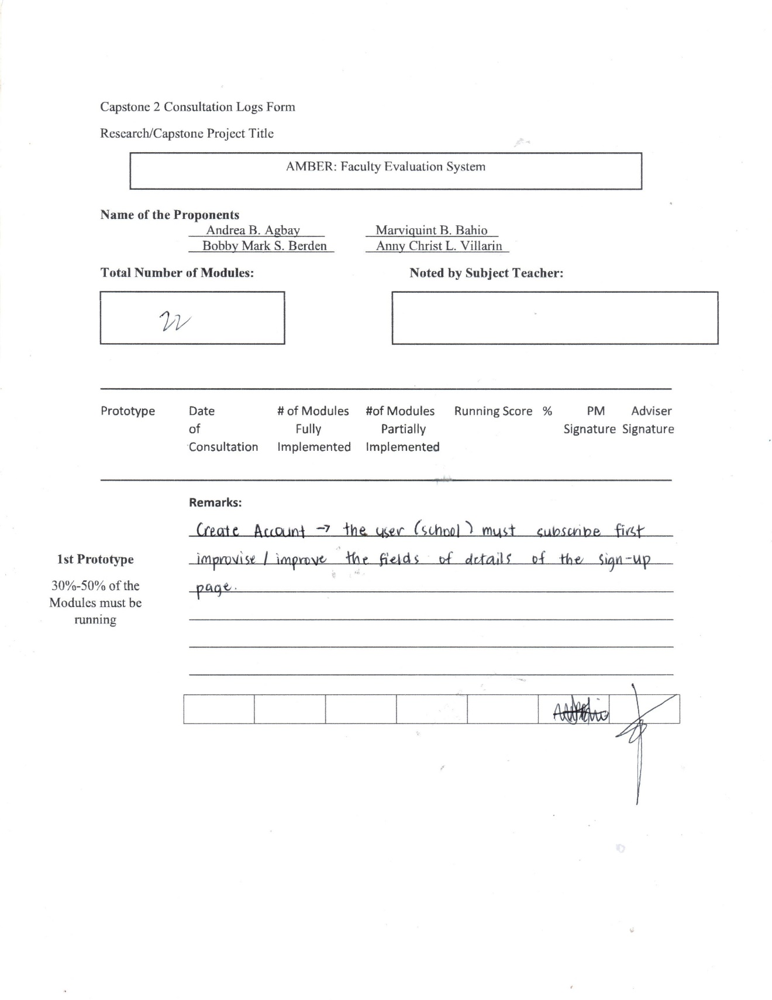 Capstone 2 Consultation Logs Form
Research/Capstone Project Title
AMBER: Faculty Evaluation System
Name of the Proponents
Andrea B. Agbay Marviquint B. Bahio
Bobby Mark S. Berden Anny Christ L. Villarin
Total Number of Modules: Noted by Subject Teacher:
22
Prototype Date # of Modules #of Modules Running Score % PM Adviser
of Fully Partially Signature Signature
Consultation Implemented Implemented
Remarks:
Create Account → the user (school) must subscribe first
1st Prototype improvise / improve the fields of details of the sign-up
30%-50% of the page.
Modules must be
running